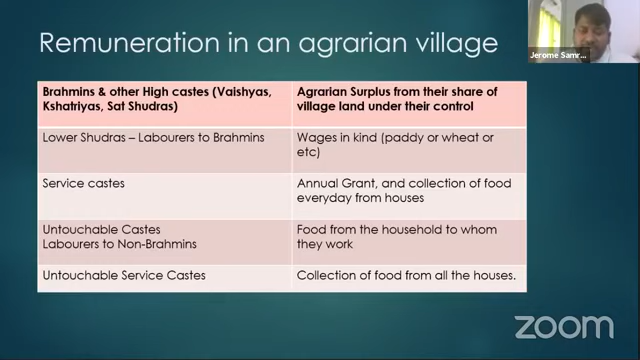 Remuneration in an agrarian village
Jerome Samr...
Brahmins & other High castes (Vaishyas,
Kshatriyas, Sat Shudras)
Agrarian Surplus from their share of
village land under their control
Lower Shudras – Labourers to Brahmins
Wages in kind (paddy or wheat or
etc)
Service castes
Annual Grant, and collection of food
everyday from houses
Untouchable Castes
Labourers to Non-Brahmins
Food from the household to whom
they work
Untouchable Service Castes
Collection of food from all the houses.
zoom